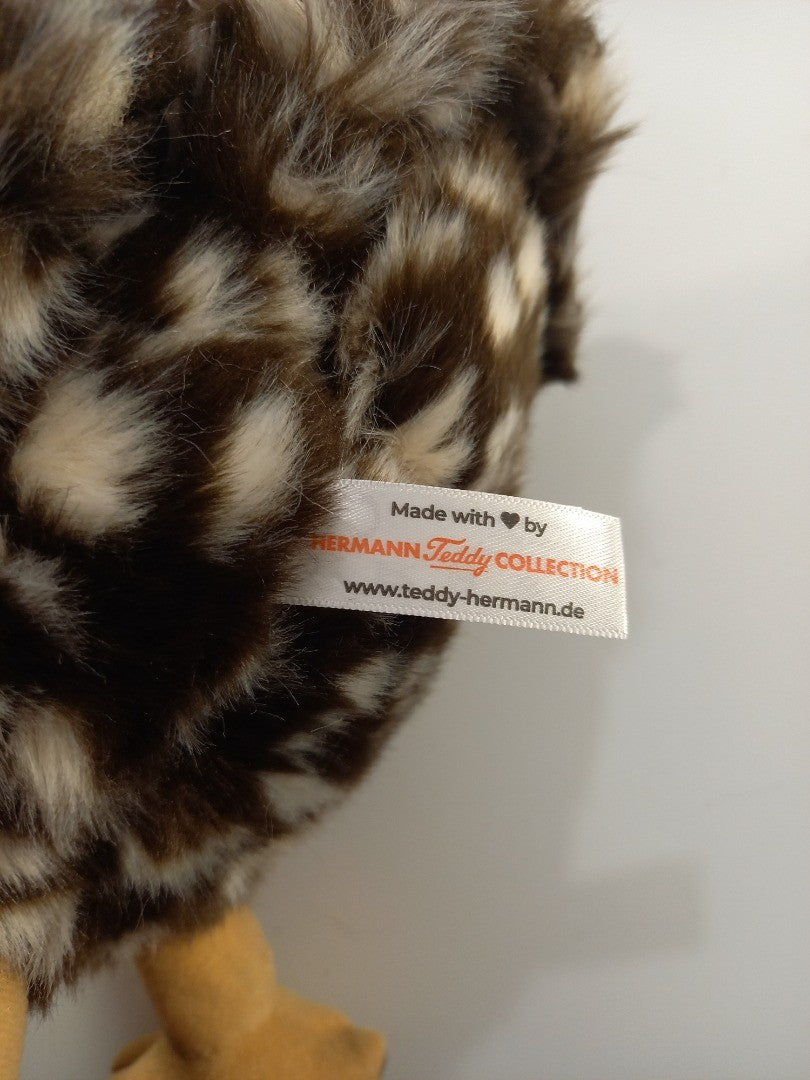 Made with ♥ by
HERMANN Teddy COLLECTION
www.teddy-hermann.de